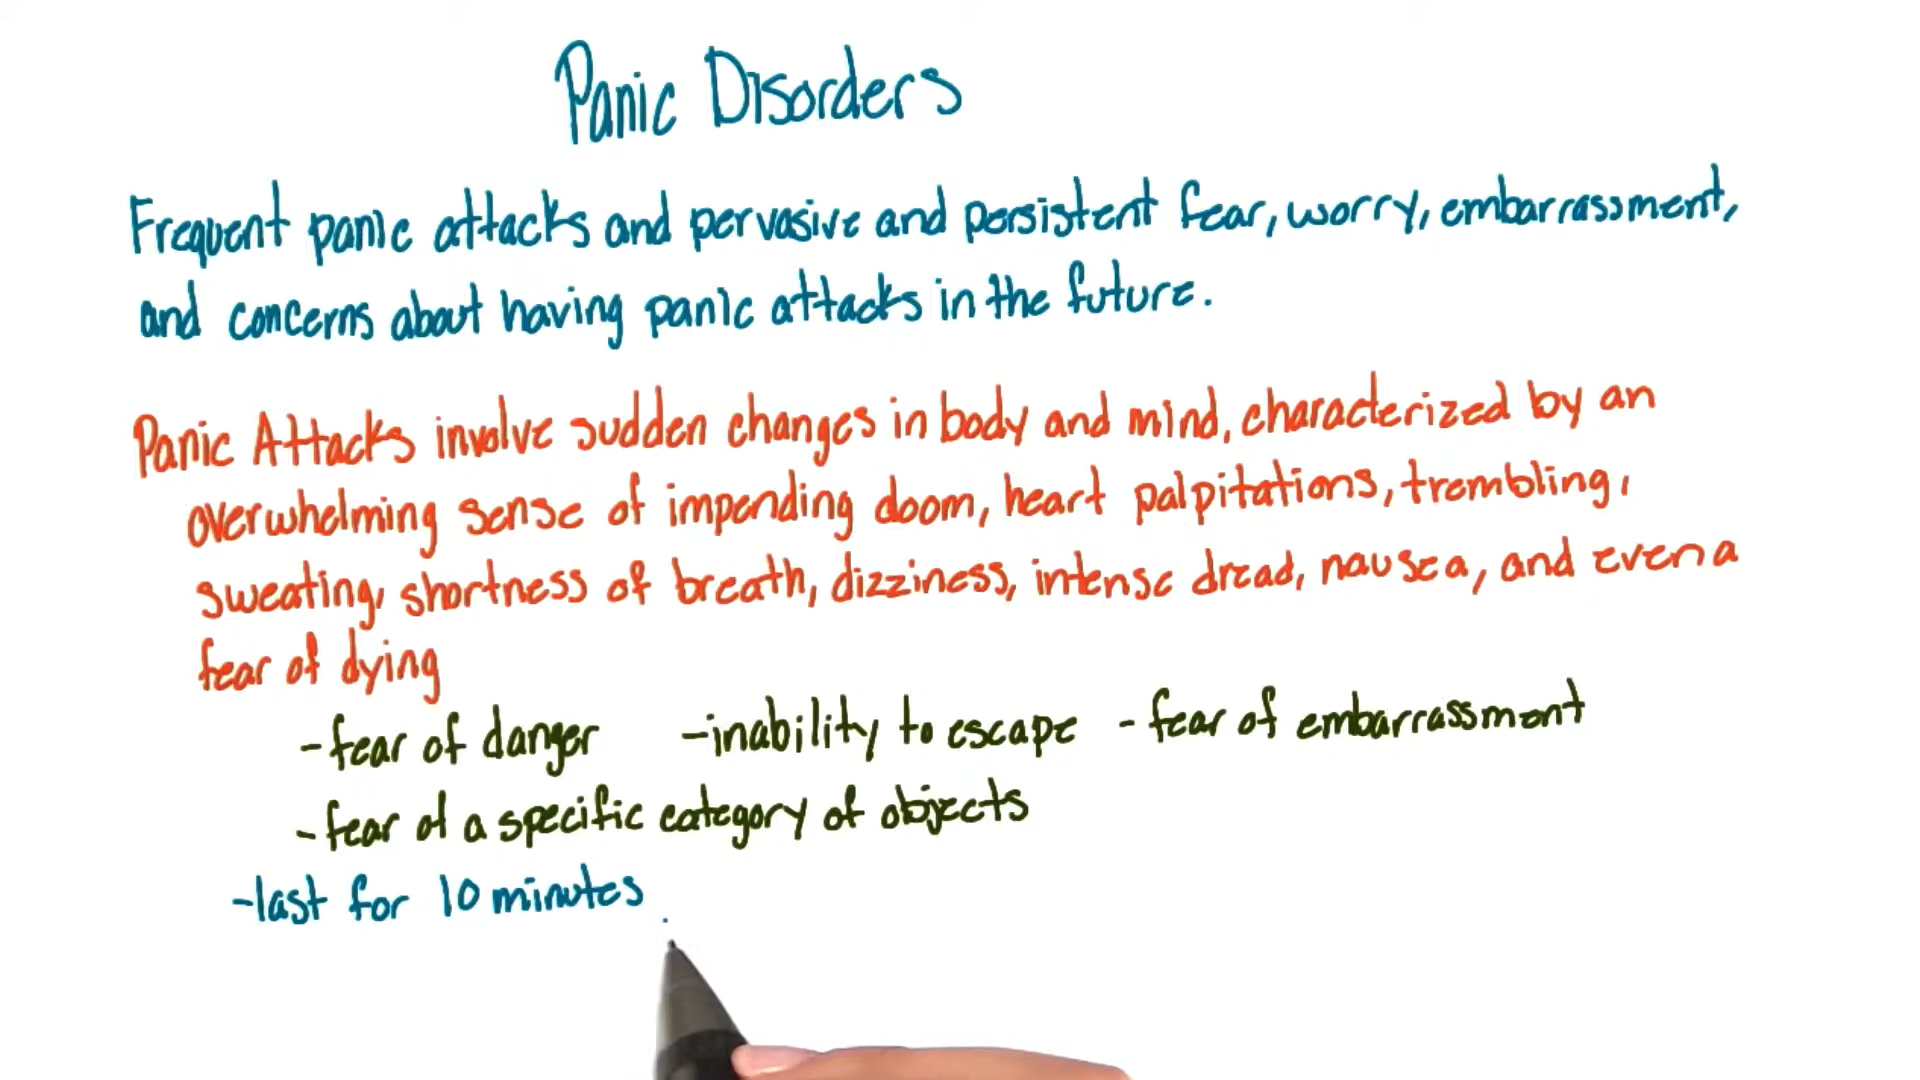 Panic Disorders
Frequent panic attacks and pervasive and persistent fear, worry, embarrassment,
and concerns about having panic attacks in the future.
Panic Attacks involve sudden changes in body and mind, characterized by an
overwhelming sense of impending doom, heart palpitations, trembling,
sweating, shortness of breath, dizziness, intense dread, nausea, and even a
fear of dying
-fear of danger -inability to escape -fear of embarrassment
-fear of a specific category of objects
-last for 10 minutes